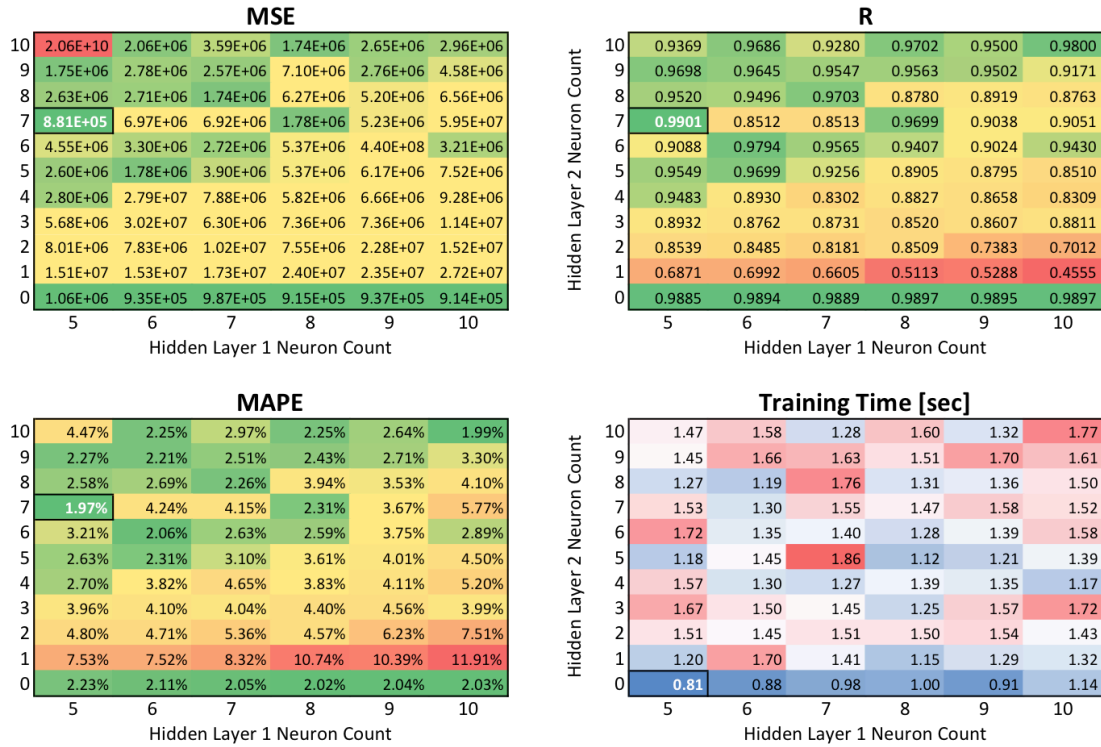 MSE
10 2.06E+10 2.06E+06 3.59E+06 1.74E+06 2.65E+06 2.96E+06
9 1.75E+06 2.78E+06 2.57E+06 7.10E+06 2.76E+06 4.58E+06
8 2.63E+06 2.71E+06 1.74E+06 6.27E+06 5.20E+06 6.56E+06
7 8.81E+05 6.97E+06 6.92E+06 1.78E+06 5.23E+06 5.95E+07
6 4.55E+06 3.30E+06 2.72E+06 5.37E+06 4.40E+08 3.21E+06
5 2.60E+06 1.78E+06 3.90E+06 5.37E+06 6.17E+06 7.52E+06
4 2.80E+06 2.79E+07 7.88E+06 5.82E+06 6.66E+06 9.28E+06
3 5.68E+06 3.02E+07 6.30E+06 7.36E+06 7.36E+06 1.14E+07
2 8.01E+06 7.83E+06 1.02E+07 7.55E+06 2.28E+07 1.52E+07
1 1.51E+07 1.53E+07 1.73E+07 2.40E+07 2.35E+07 2.72E+07
0 1.06E+06 9.35E+05 9.87E+05 9.15E+05 9.37E+05 9.14E+05
5 6 7 8 9 10
Hidden Layer 1 Neuron Count
R
Hidden Layer 2 Neuron Count
10 0.9369 0.9686 0.9280 0.9702 0.9500 0.9800
9 0.9698 0.9645 0.9547 0.9563 0.9502 0.9171
8 0.9520 0.9496 0.9703 0.8780 0.8919 0.8763
7 0.9901 0.8512 0.8513 0.9699 0.9038 0.9051
6 0.9088 0.9794 0.9565 0.9407 0.9024 0.9430
5 0.9549 0.9699 0.9256 0.8905 0.8795 0.8510
4 0.9483 0.8930 0.8302 0.8827 0.8658 0.8309
3 0.8932 0.8762 0.8731 0.8520 0.8607 0.8811
2 0.8539 0.8485 0.8181 0.8509 0.7383 0.7012
1 0.6871 0.6992 0.6605 0.5113 0.5288 0.4555
0 0.9885 0.9894 0.9889 0.9897 0.9895 0.9897
5 6 7 8 9 10
Hidden Layer 1 Neuron Count
MAPE
10 4.47% 2.25% 2.97% 2.25% 2.64% 1.99%
9 2.27% 2.21% 2.51% 2.43% 2.71% 3.30%
8 2.58% 2.69% 2.26% 3.94% 3.53% 4.10%
7 1.97% 4.24% 4.15% 2.31% 3.67% 5.77%
6 3.21% 2.06% 2.63% 2.59% 3.75% 2.89%
5 2.63% 2.31% 3.10% 3.61% 4.01% 4.50%
4 2.70% 3.82% 4.65% 3.83% 4.11% 5.20%
3 3.96% 4.10% 4.04% 4.40% 4.56% 3.99%
2 4.80% 4.71% 5.36% 4.57% 6.23% 7.51%
1 7.53% 7.52% 8.32% 10.74% 10.39% 11.91%
0 2.23% 2.11% 2.05% 2.02% 2.04% 2.03%
5 6 7 8 9 10
Hidden Layer 1 Neuron Count
Training Time [sec]
Hidden Layer 2 Neuron Count
10 1.47 1.58 1.28 1.60 1.32 1.77
9 1.45 1.66 1.63 1.51 1.70 1.61
8 1.27 1.19 1.76 1.31 1.36 1.50
7 1.53 1.30 1.55 1.47 1.58 1.52
6 1.72 1.35 1.40 1.28 1.39 1.58
5 1.18 1.45 1.86 1.12 1.21 1.39
4 1.57 1.30 1.27 1.39 1.35 1.17
3 1.67 1.50 1.45 1.25 1.57 1.72
2 1.51 1.45 1.51 1.50 1.54 1.43
1 1.20 1.70 1.41 1.15 1.29 1.32
0 0.81 0.88 0.98 1.00 0.91 1.14
5 6 7 8 9 10
Hidden Layer 1 Neuron Count